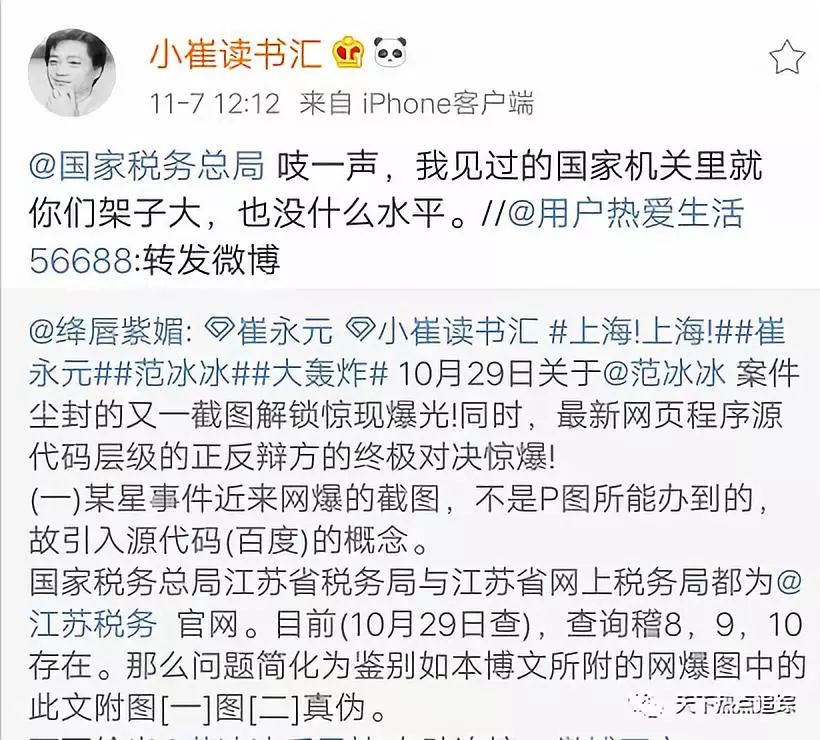 小崔读书汇
11-7 12:12 来自 iPhone客户端
@国家税务总局 吱一声，我见过的国家机关里就
你们架子大，也没什么水平。//@用户热爱生活
56688:转发微博
@绛唇紫媚: 崔永元 小崔读书汇 #上海!上海!##崔
永元##范冰冰##大轰炸# 10月29日关于@范冰冰 案件
尘封的又一截图解锁惊现爆光!同时，最新网页程序源
代码层级的正反辩方的终极对决惊爆!
(一)某星事件近来网爆的截图，不是P图所能办到的，
故引入源代码(百度)的概念。
国家税务总局江苏省税务局与江苏省网上税务局都为@
江苏税务 官网。目前(10月29日查)，查询稽8，9，10
存在。那么问题简化为鉴别如本博文所附的网爆图中的
此文附图[一]图[二]真伪。
天下热点追踪